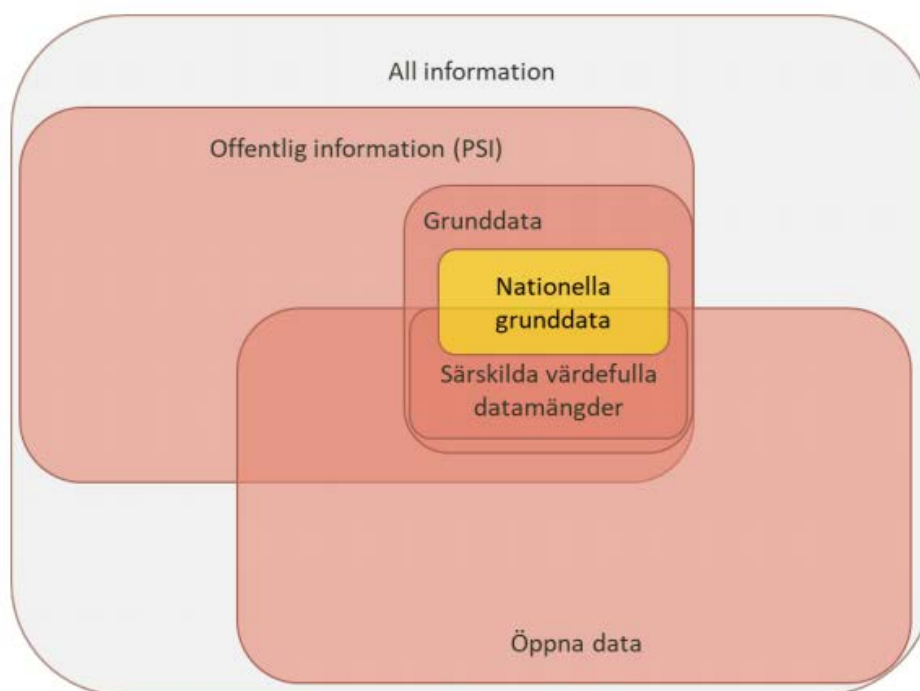 All information
Offentlig information (PSI)
Grunddata
Nationella
grunddata
Särskilda värdefulla
datamängder
Öppna data